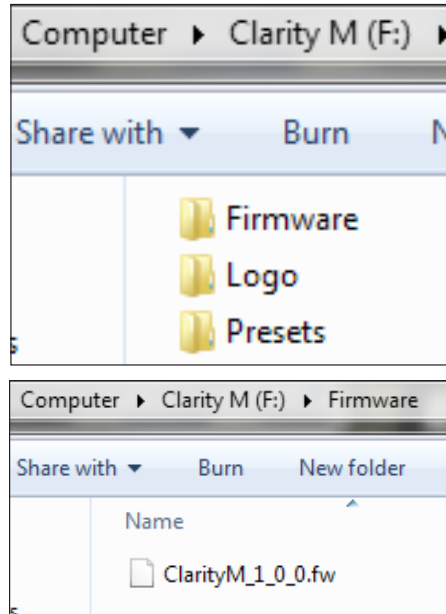 Computer ▸ Clarity M (F:) ▸
Share with ▾ Burn
Firmware
Logo
Presets
Computer ▸ Clarity M (F:) ▸ Firmware
Share with ▾ Burn New folder
Name
ClarityM_1_0_0.fw